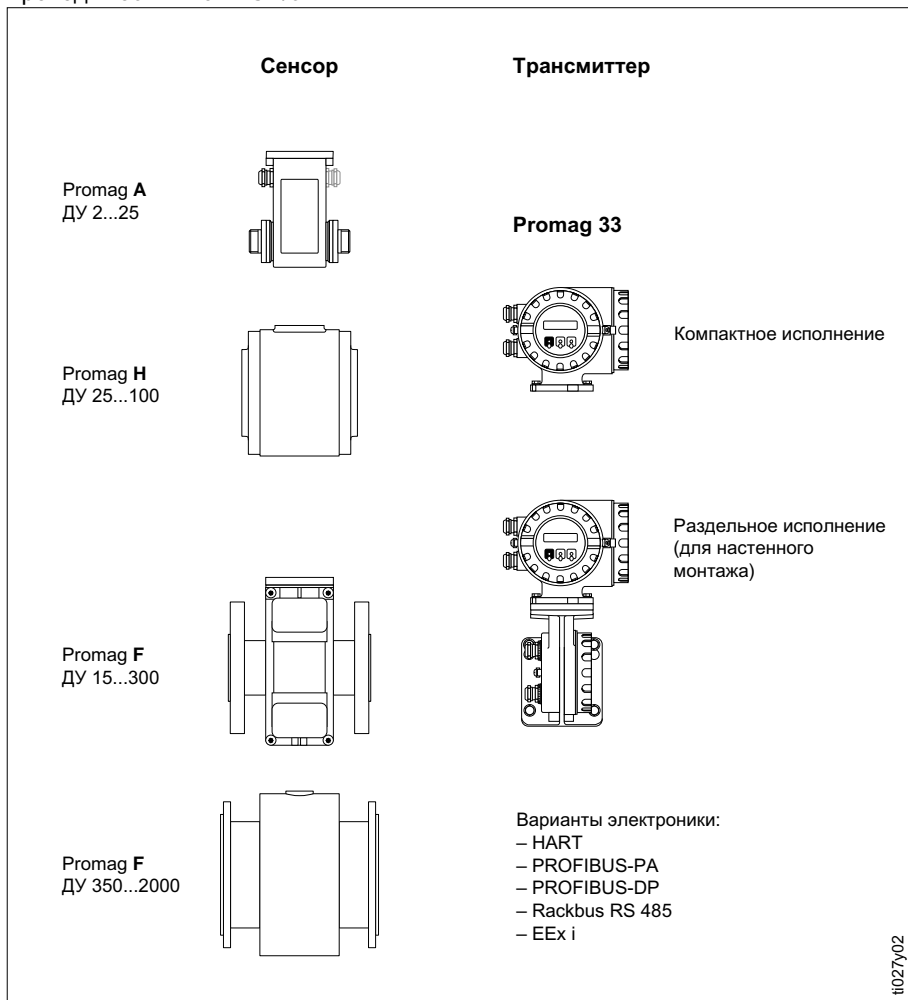 Сенсор
Трансмиттер
Promag A
ДУ 2...25
Promag 33
Компактное исполнение
Promag H
ДУ 25...100
Раздельное исполнение
(для настенного
монтажа)
Promag F
ДУ 15...300
Варианты электроники:
– HART
– PROFIBUS-PA
– PROFIBUS-DP
– Rackbus RS 485
– EEx i
Promag F
ДУ 350...2000
ti027y02